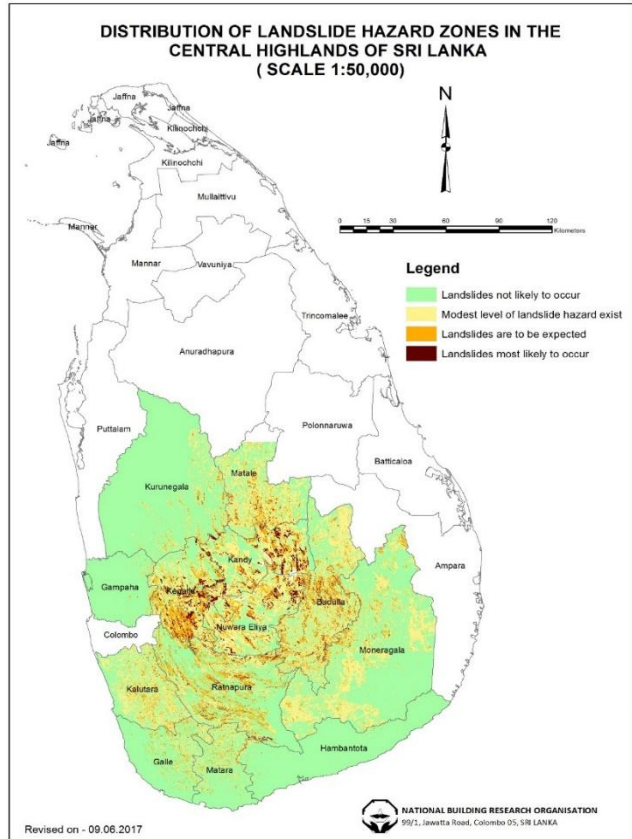 DISTRIBUTION OF LANDSLIDE HAZARD ZONES IN THE
CENTRAL HIGHLANDS OF SRI LANKA
( SCALE 1:50,000)
N
0 15 30 60 90 120
Kilometers
Jaffna
Jaffna
Jaffna
Jaffna
Kilinochchi
Kilinochchi
Mullaittivu
Mannar
Mannar
Vavuniya
Trincomalee
Anuradhapura
Legend
Landslides not likely to occur
Modest level of landslide hazard exist
Landslides are to be expected
Landslides most likely to occur
Puttalam
Polonnaruwa
Batticaloa
Kurunegala
Matale
Kandy
Ampara
Gampaha
Kegalle
Badulla
Colombo
Nuwara Eliya
Moneragala
Kalutara
Ratnapura
Hambantota
Galle
Matara
NATIONAL BUILDING RESEARCH ORGANISATION
99/1, Jawatta Road, Colombo 05, SRI LANKA
Revised on - 09.06.2017